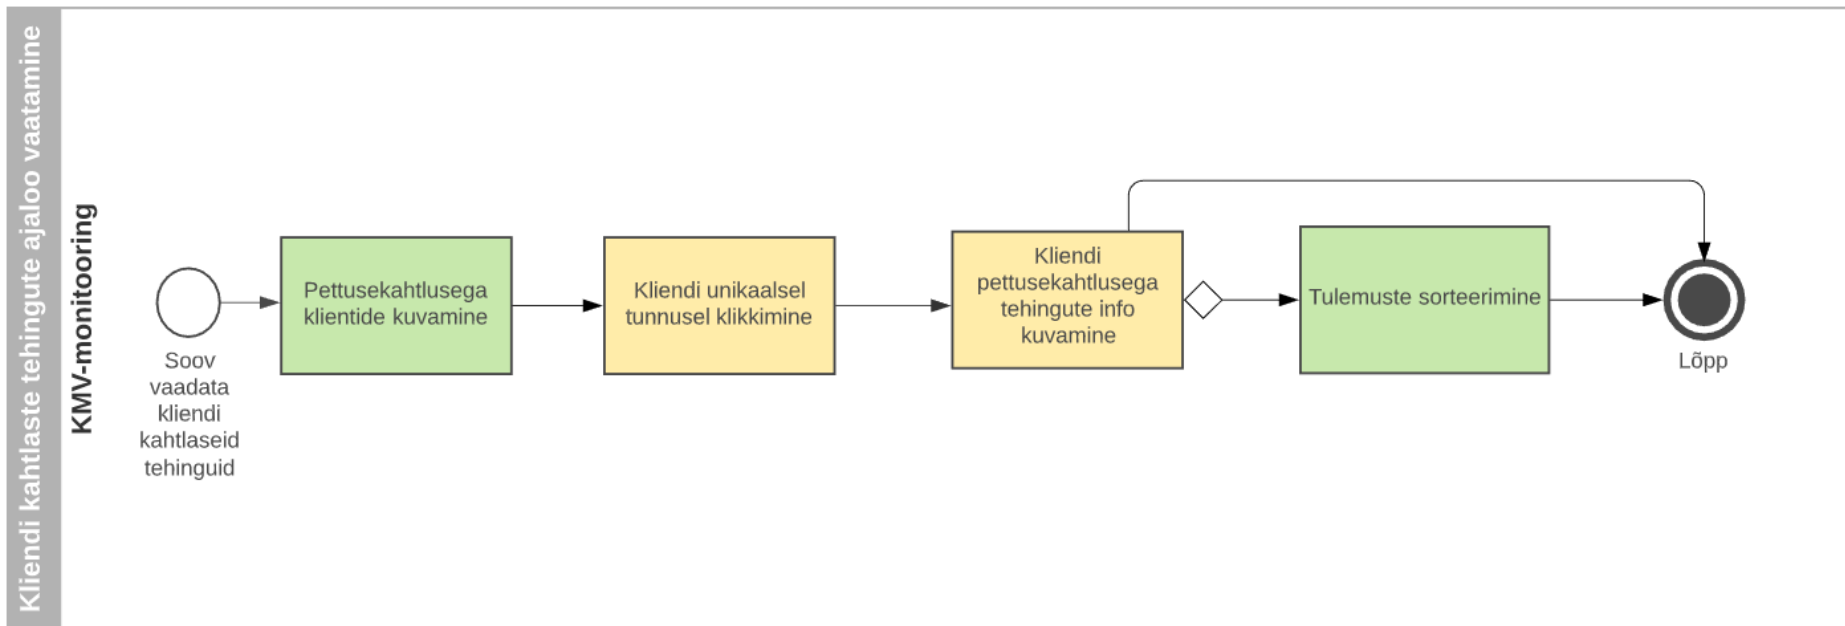 Kliendi kahtlaste tehingute ajaloo vaatamine
KMV-monitooring
Soov
vaadata
kliendi
kahtlaseid
tehinguid
Pettusekahtlusega
klientide kuvamine
Kliendi unikaalsel
tunnusel klikkimine
Kliendi
pettusekahtlusega
tehingute info
kuvamine
Tulemuste sorteerimine
Lõpp